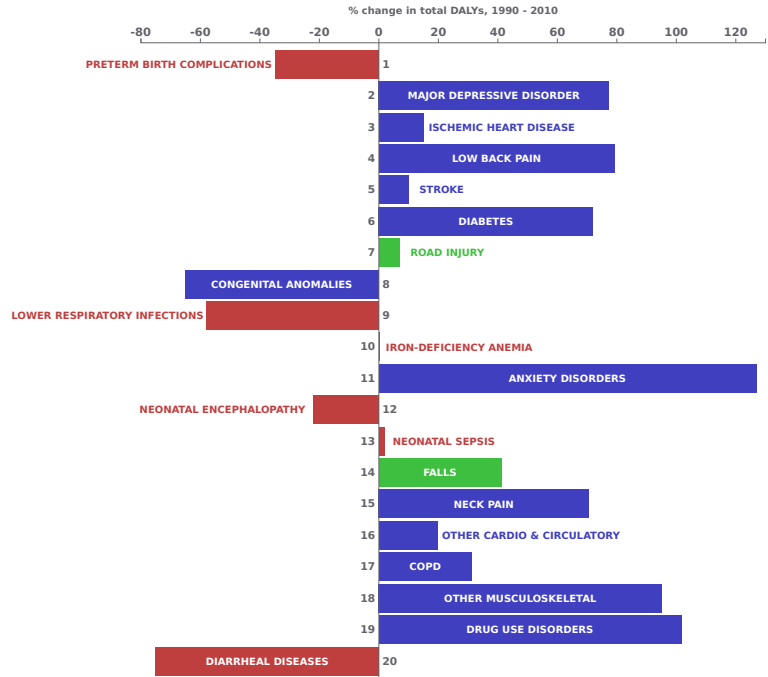 % change in total DALYs, 1990 - 2010
-80 -60 -40 -20 0 20 40 60 80 100 120
PRETERM BIRTH COMPLICATIONS 1
2 MAJOR DEPRESSIVE DISORDER
3 ISCHEMIC HEART DISEASE
4 LOW BACK PAIN
5 STROKE
6 DIABETES
7 ROAD INJURY
CONGENITAL ANOMALIES 8
LOWER RESPIRATORY INFECTIONS 9
10 IRON-DEFICIENCY ANEMIA
11 ANXIETY DISORDERS
NEONATAL ENCEPHALOPATHY 12
13 NEONATAL SEPSIS
14 FALLS
15 NECK PAIN
16 OTHER CARDIO & CIRCULATORY
17 COPD
18 OTHER MUSCULOSKELETAL
19 DRUG USE DISORDERS
DIARRHEAL DISEASES 20